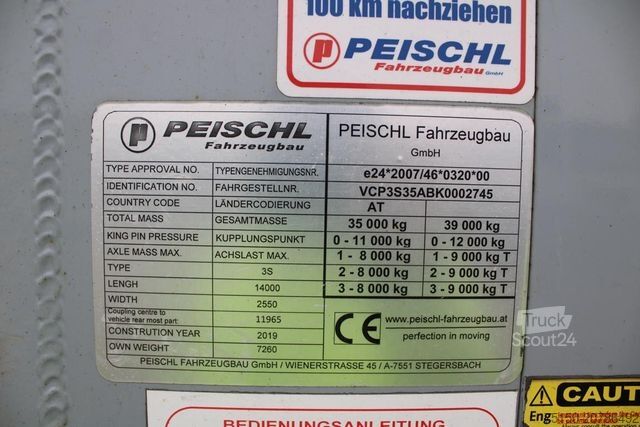 100 km nachziehen
PEISCHL
Fahrzeugbau GmbH
PEISCHL
Fahrzeugbau
PEISCHL Fahrzeugbau
GmbH
TYPE APPROVAL NO. TYPENGENEHMIGUNGSNR. e24*2007/46*0320*00
IDENTIFICATION NO. FAHRGESTELLNR. VCP3S35ABK0002745
COUNTRY CODE LÄNDERCODIERUNG AT
TOTAL MASS GESAMTMASSE 35 000 kg 39 000 kg
KING PIN PRESSURE KUPPLUNGSPUNKT 0 - 11 000 kg 0 - 12 000 kg
AXLE MASS MAX. ACHSLAST MAX. 1 - 8 000 kg 1 - 9 000 kg T
TYPE 3S 2 - 8 000 kg 2 - 9 000 kg T
LENGH 14000 3 - 8 000 kg 3 - 9 000 kg T
WIDTH 2550
Coupling centre to
vehicle rear most part: 11965
CONSTRUTION YEAR 2019
OWN WEIGHT 7260
CE www.peischl-fahrzeugbau.at
perfection in moving
PEISCHL FAHRZEUGBAU GmbH / WIENERSTRASSE 45 / A-7551 STEGERSBACH
Truck
Scout24
BEDIENUNGSANLEITUNG
CAUT
Eng